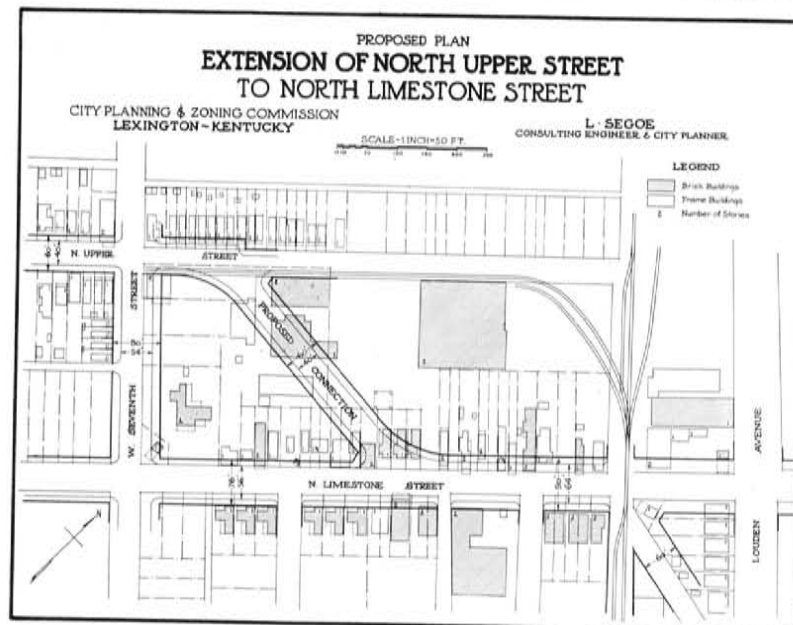 PROPOSED PLAN
EXTENSION OF NORTH UPPER STREET
TO NORTH LIMESTONE STREET
CITY PLANNING & ZONING COMMISSION
LEXINGTON~KENTUCKY
L. SEGOE
CONSULTING ENGINEER & CITY PLANNER
SCALE-1INCH=50 FT.
LEGEND
Brick Buildings
Frame Buildings
Number of Stories
N. UPPER
STREET
STREET
W. SEVENTH
PROPOSED
CONNECTION
N. LIMESTONE STREET
AVENUE
LOUDEN
N